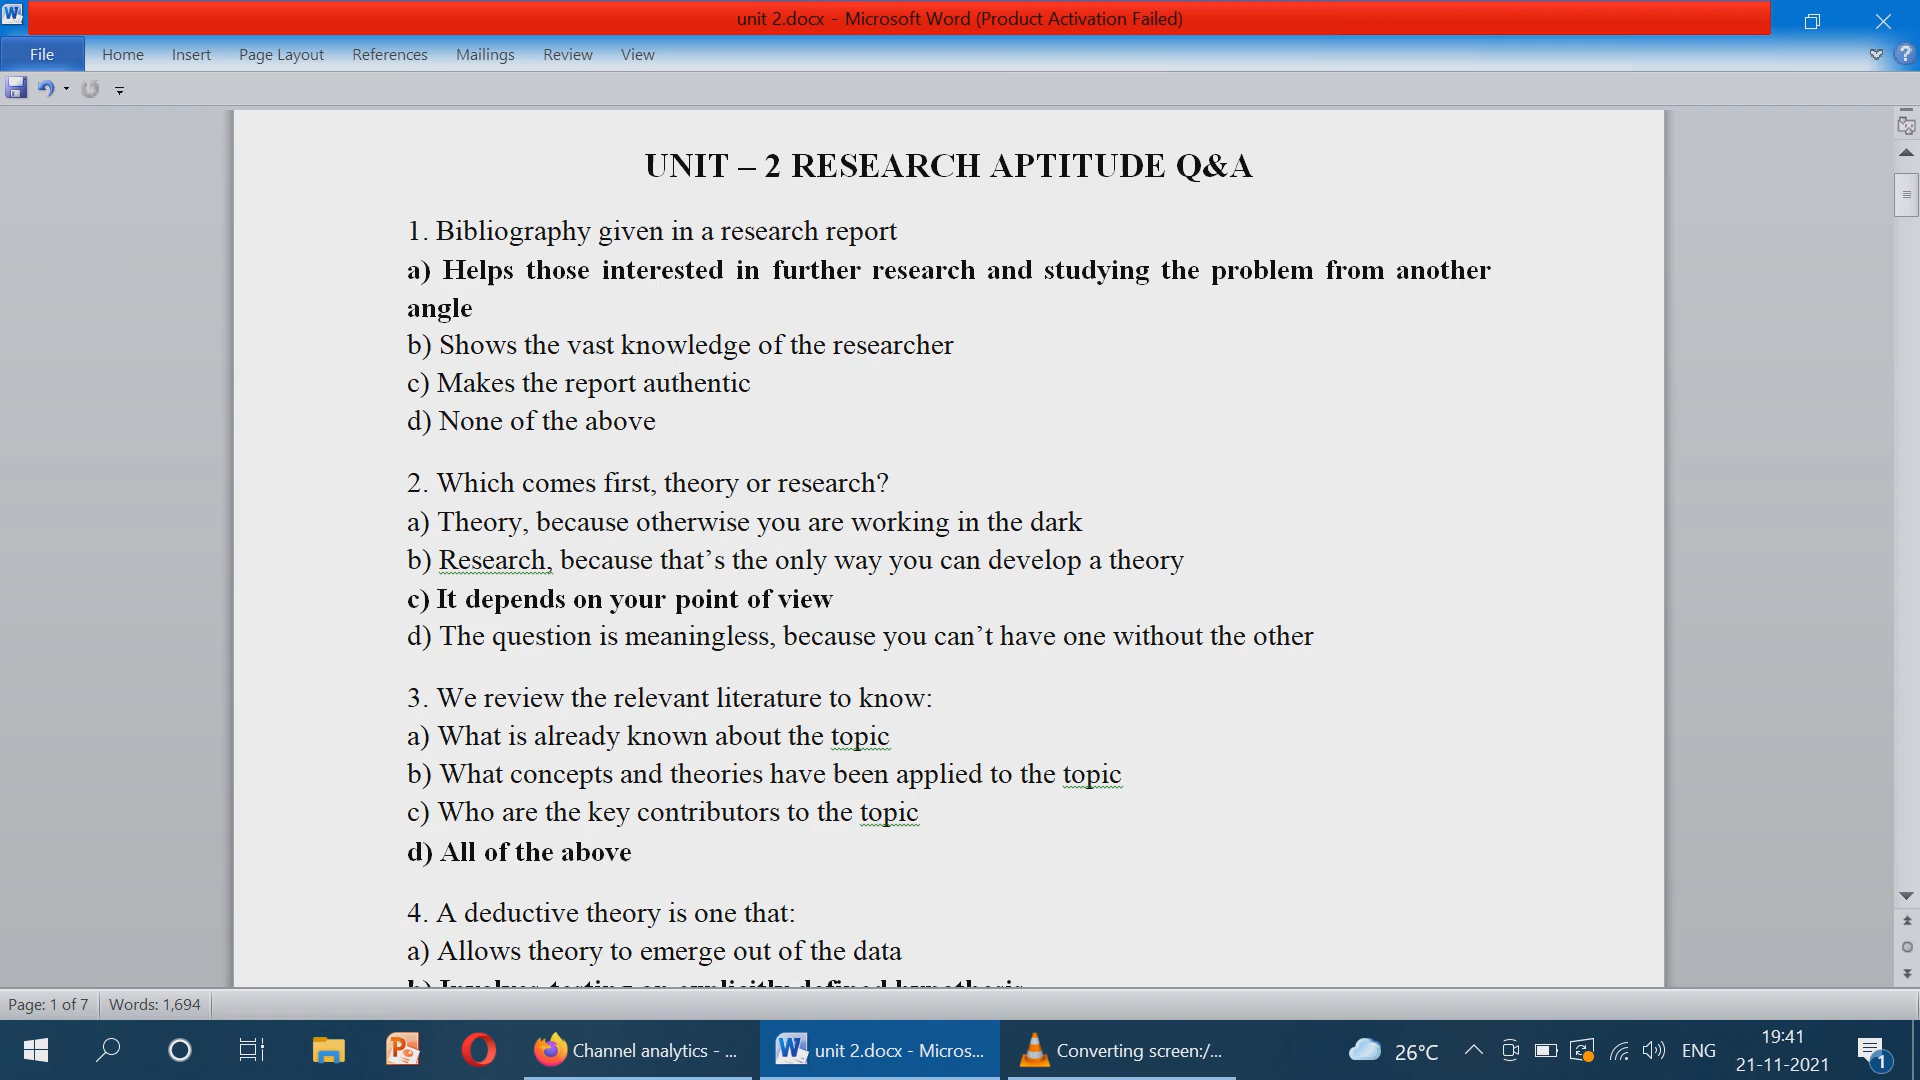 unit 2.docx - Microsoft Word (Product Activation Failed)
File Home Insert Page Layout References Mailings Review View
UNIT – 2 RESEARCH APTITUDE Q&A
1. Bibliography given in a research report
a) Helps those interested in further research and studying the problem from another
angle
b) Shows the vast knowledge of the researcher
c) Makes the report authentic
d) None of the above
2. Which comes first, theory or research?
a) Theory, because otherwise you are working in the dark
b) Research, because that’s the only way you can develop a theory
c) It depends on your point of view
d) The question is meaningless, because you can’t have one without the other
3. We review the relevant literature to know:
a) What is already known about the topic
b) What concepts and theories have been applied to the topic
c) Who are the key contributors to the topic
d) All of the above
4. A deductive theory is one that:
a) Allows theory to emerge out of the data
b) Involves testing an explicitly defined hypothesis
Page: 1 of 7 Words: 1,694
Channel analytics - ... unit 2.docx - Micros... Converting screen:/... 26°C ENG 19:41
21-11-2021 1